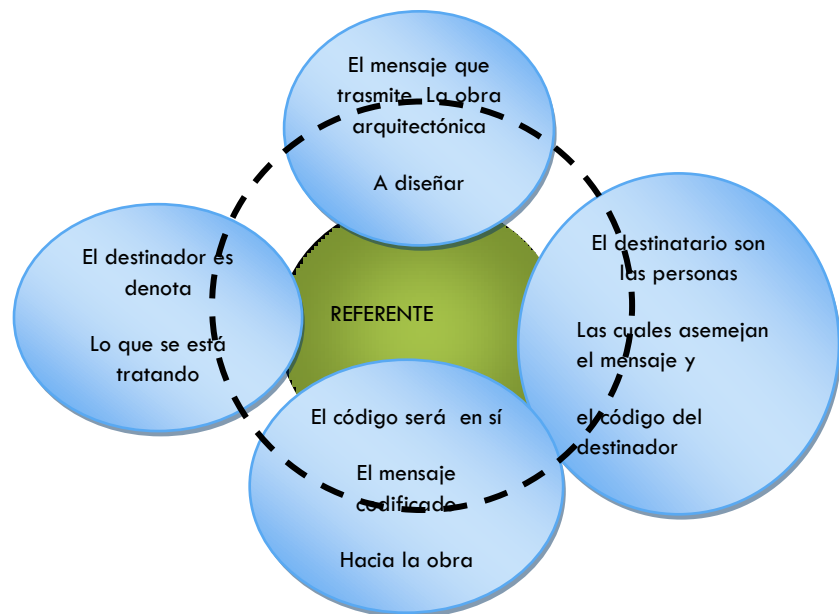 El mensaje que
trasmite La obra
arquitectónica
A diseñar
El destinador es
denota
Lo que se está
tratando
REFERENTE
El destinatario son
las personas
Las cuales asemejan
el mensaje y
el código del
destinador
El código será en sí
El mensaje
codificado
Hacia la obra